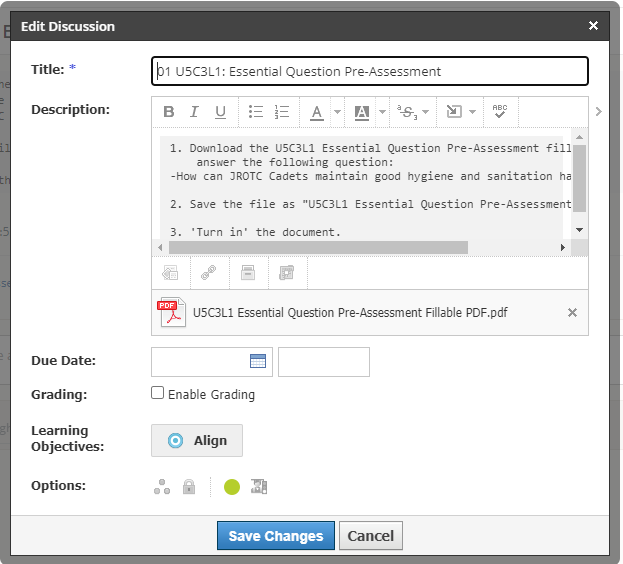 Edit Discussion
Title: *
01 U5C3L1: Essential Question Pre-Assessment
Description:
B I U A A S ABC
1. Download the U5C3L1 Essential Question Pre-Assessment fill
answer the following question:
-How can JROTC Cadets maintain good hygiene and sanitation ha
2. Save the file as "U5C3L1 Essential Question Pre-Assessment
3. 'Turn in' the document.
PDF
U5C3L1 Essential Question Pre-Assessment Fillable PDF.pdf
Due Date:
Grading:
Enable Grading
Learning
Objectives:
Align
Options:
Save Changes
Cancel